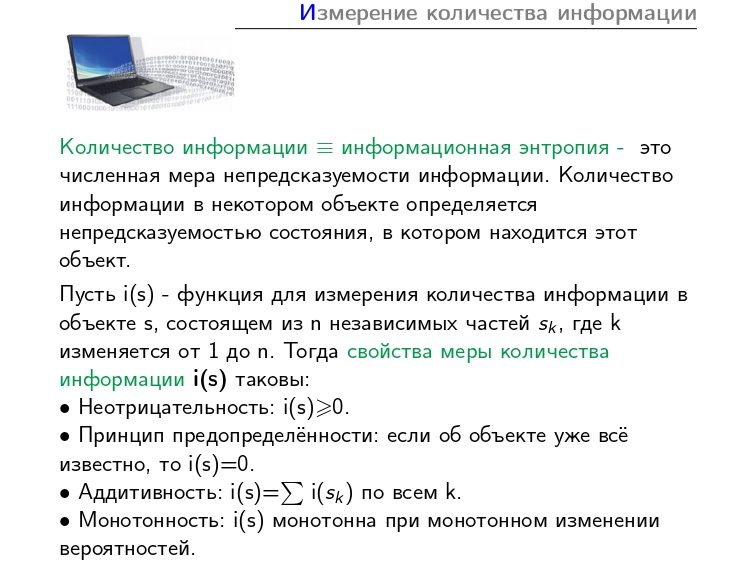 Измерение количества информации
Количество информации ≡ информационная энтропия - это
численная мера непредсказуемости информации. Количество
информации в некотором объекте определяется
непредсказуемостью состояния, в котором находится этот
объект.
Пусть i(s) - функция для измерения количества информации в
объекте s, состоящем из n независимых частей sₖ, где k
изменяется от 1 до n. Тогда свойства меры количества
информации i(s) таковы:
• Неотрицательность: i(s)⩾0.
• Принцип предопределённости: если об объекте уже всё
известно, то i(s)=0.
• Аддитивность: i(s)=∑ i(sₖ) по всем k.
• Монотонность: i(s) монотонна при монотонном изменении
вероятностей.